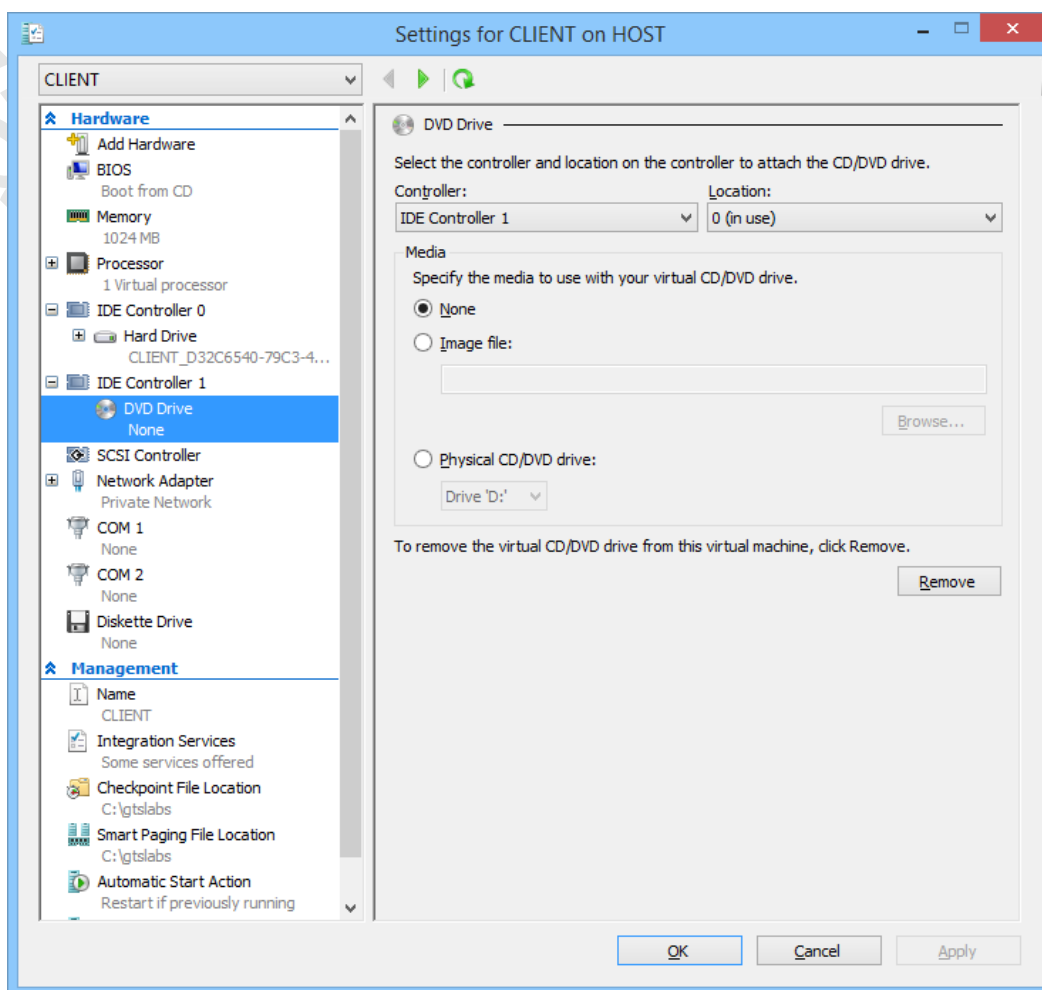 Settings for CLIENT on HOST
CLIENT
Hardware
Add Hardware
BIOS
Boot from CD
Memory
1024 MB
Processor
1 Virtual processor
IDE Controller 0
Hard Drive
CLIENT_D32C6540-79C3-4...
IDE Controller 1
DVD Drive
None
SCSI Controller
Network Adapter
Private Network
COM 1
None
COM 2
None
Diskette Drive
None
Management
Name
CLIENT
Integration Services
Some services offered
Checkpoint File Location
C:\gtslabs
Smart Paging File Location
C:\gtslabs
Automatic Start Action
Restart if previously running
DVD Drive
Select the controller and location on the controller to attach the CD/DVD drive.
Controller: Location:
IDE Controller 1 0 (in use)
Media
Specify the media to use with your virtual CD/DVD drive.
None
Image file:
Browse...
Physical CD/DVD drive:
Drive 'D:'
To remove the virtual CD/DVD drive from this virtual machine, click Remove.
Remove
OK Cancel Apply